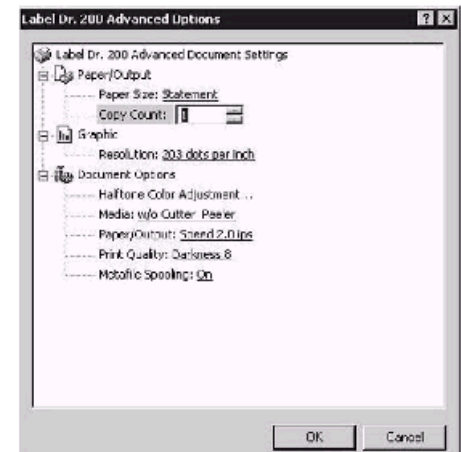 Label Dr. 200 Advanced Options
Label Dr. 200 Advanced Document Settings
Paper/Output
Paper Size: Statement
Copy Count: 1
Graphic
Resolution: 203 dots per inch
Document Options
Halftone Color Adjustment ...
Media: w/o Cutter Peeler
Paper/Output: Speed 2.0 ips
Print Quality: Darkness 8
Metafile Spooling: On
OK Cancel